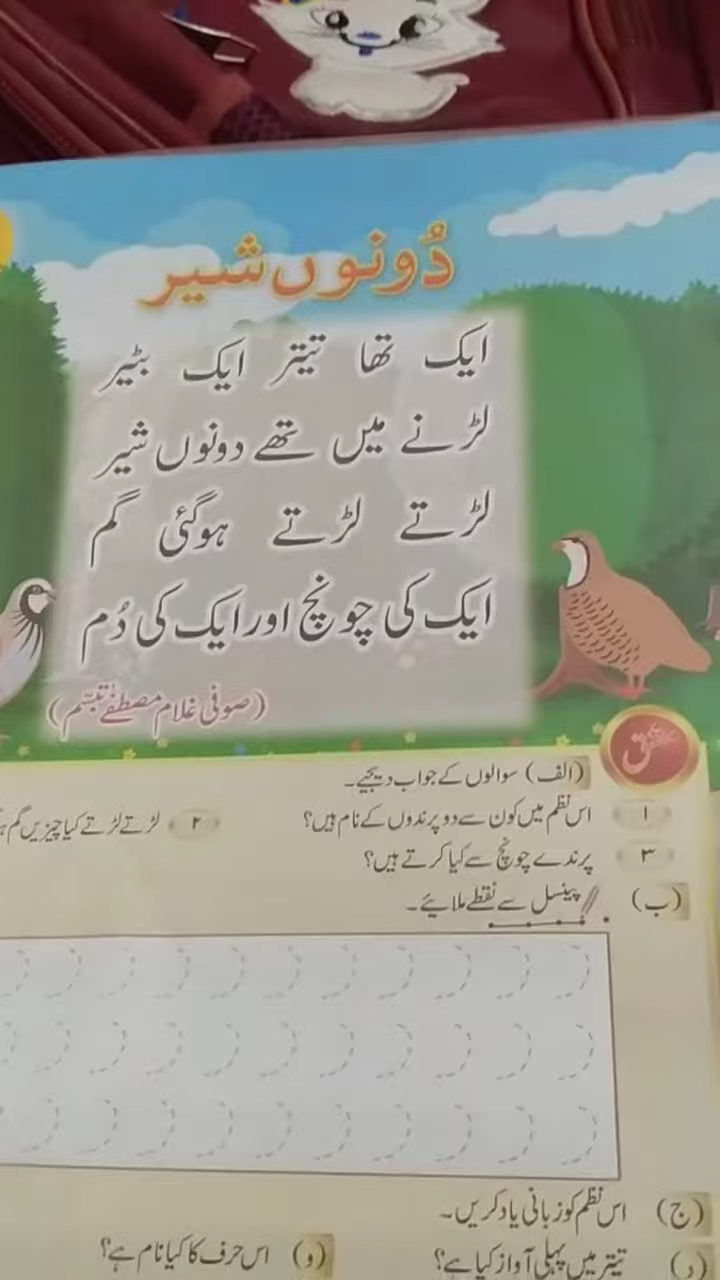 دُونوں شیر
ایک تھا تیتر ایک بٹیر
لڑنے میں تھے دونوں شیر
لڑتے لڑتے ہوگئی گم
ایک کی چونچ اور ایک کی دُم
(صوفی غلام مصطفےٰ تبسّم)
مشق
(الف) سوالوں کے جواب دیجیے۔
۱ اس نظم میں کون سے دو پرندوں کے نام ہیں؟ ۲ لڑتے لڑتے کیا چیزیں گم
۳ پرندے چونچ سے کیا کرتے ہیں؟
(ب) پینسل سے نقطے ملائیے۔
(ج) اس نظم کو زبانی یاد کریں۔
(د) تیتر میں پہلی آواز کیا ہے؟ (و) اس حرف کا کیا نام ہے؟